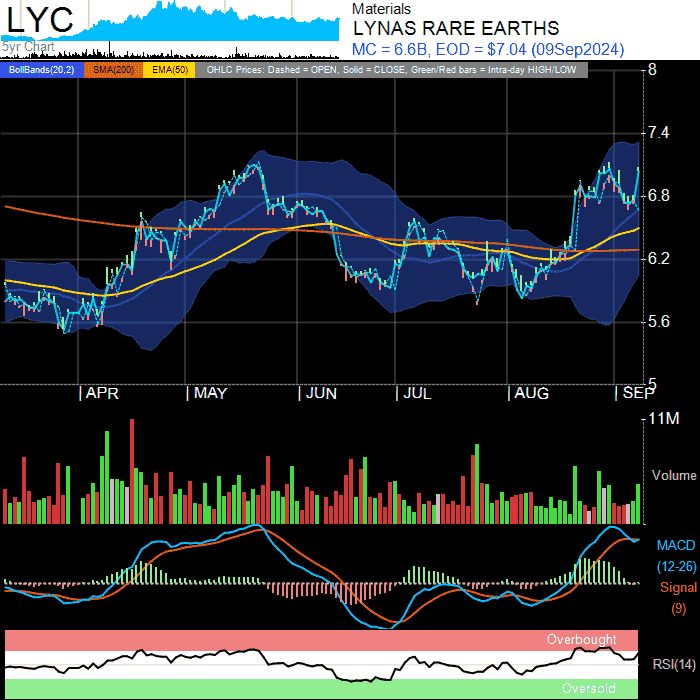 LYC
5yr Chart
Materials
LYNAS RARE EARTHS
MC = 6.6B, EOD = $7.04 (09Sep2024)
BollBands(20,2) SMA(200) EMA(50) OHLC Prices: Dashed = OPEN, Solid = CLOSE, Green/Red bars = Intra-day HIGH/LOW
8
7.4
6.8
6.2
5.6
5
APR MAY JUN JUL AUG SEP
11M
Volume
MACD
(12-26)
Signal
(9)
Overbought
RSI(14)
Oversold